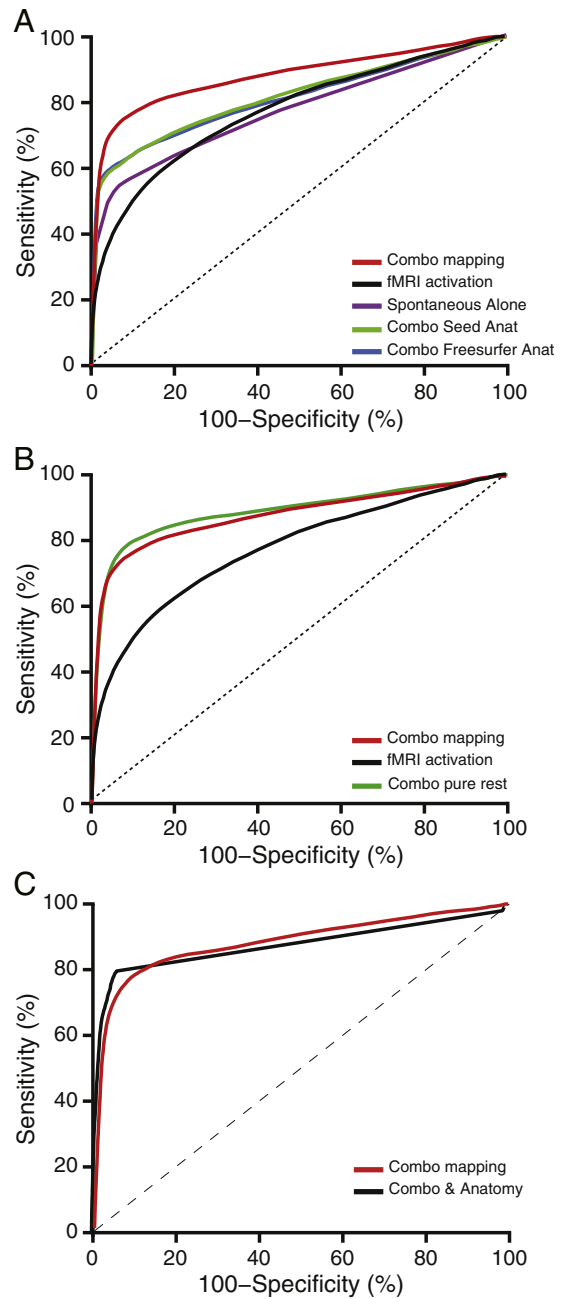 A
100
80
60
40
20
0
Sensitivity (%)
Combo mapping
fMRI activation
Spontaneous Alone
Combo Seed Anat
Combo Freesurfer Anat
0 20 40 60 80 100
100–Specificity (%)
B
100
80
60
40
20
0
Sensitivity (%)
Combo mapping
fMRI activation
Combo pure rest
0 20 40 60 80 100
100–Specificity (%)
C
100
80
60
40
20
0
Sensitivity (%)
Combo mapping
Combo & Anatomy
0 20 40 60 80 100
100–Specificity (%)